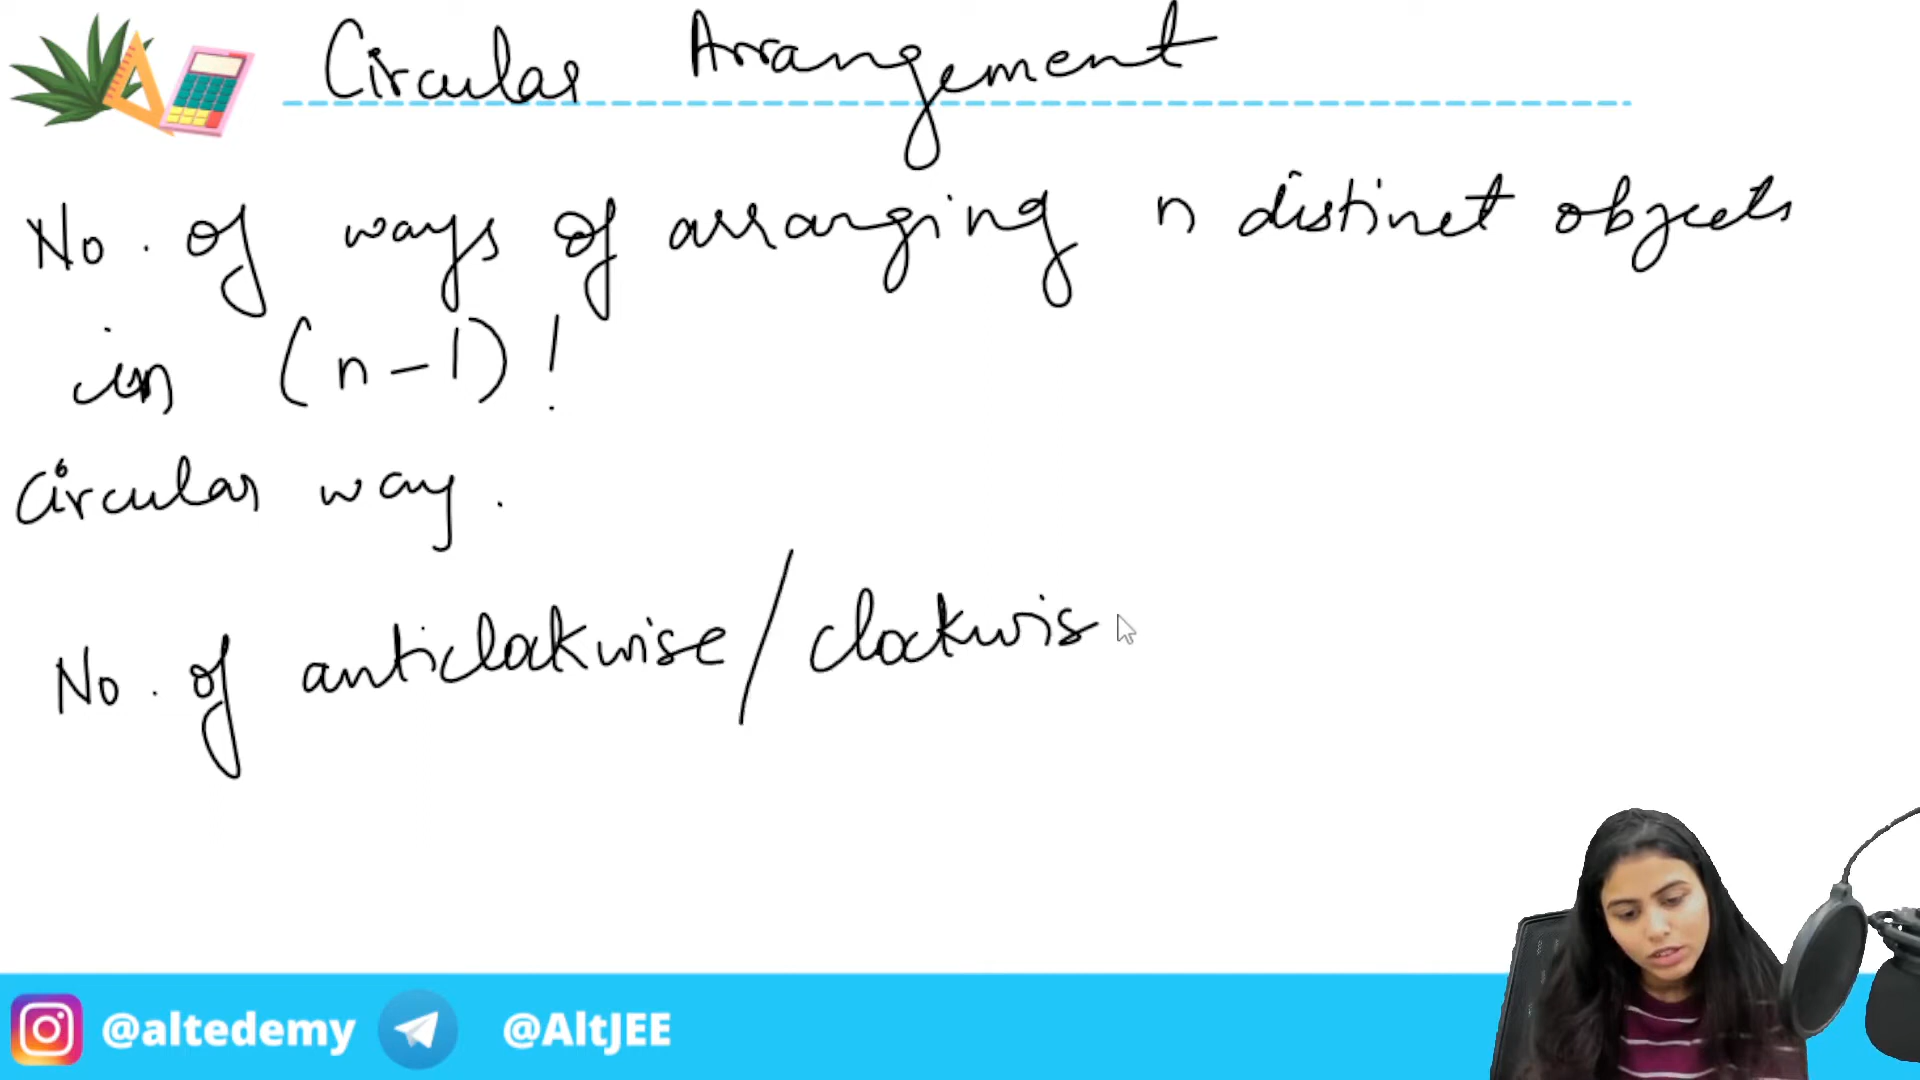 Circular Arrangement
No. of ways of arranging n distinct objects
in (n-1)!
Circular way.
No. of anticlockwise/clockwis
@altedemy @AltJEE